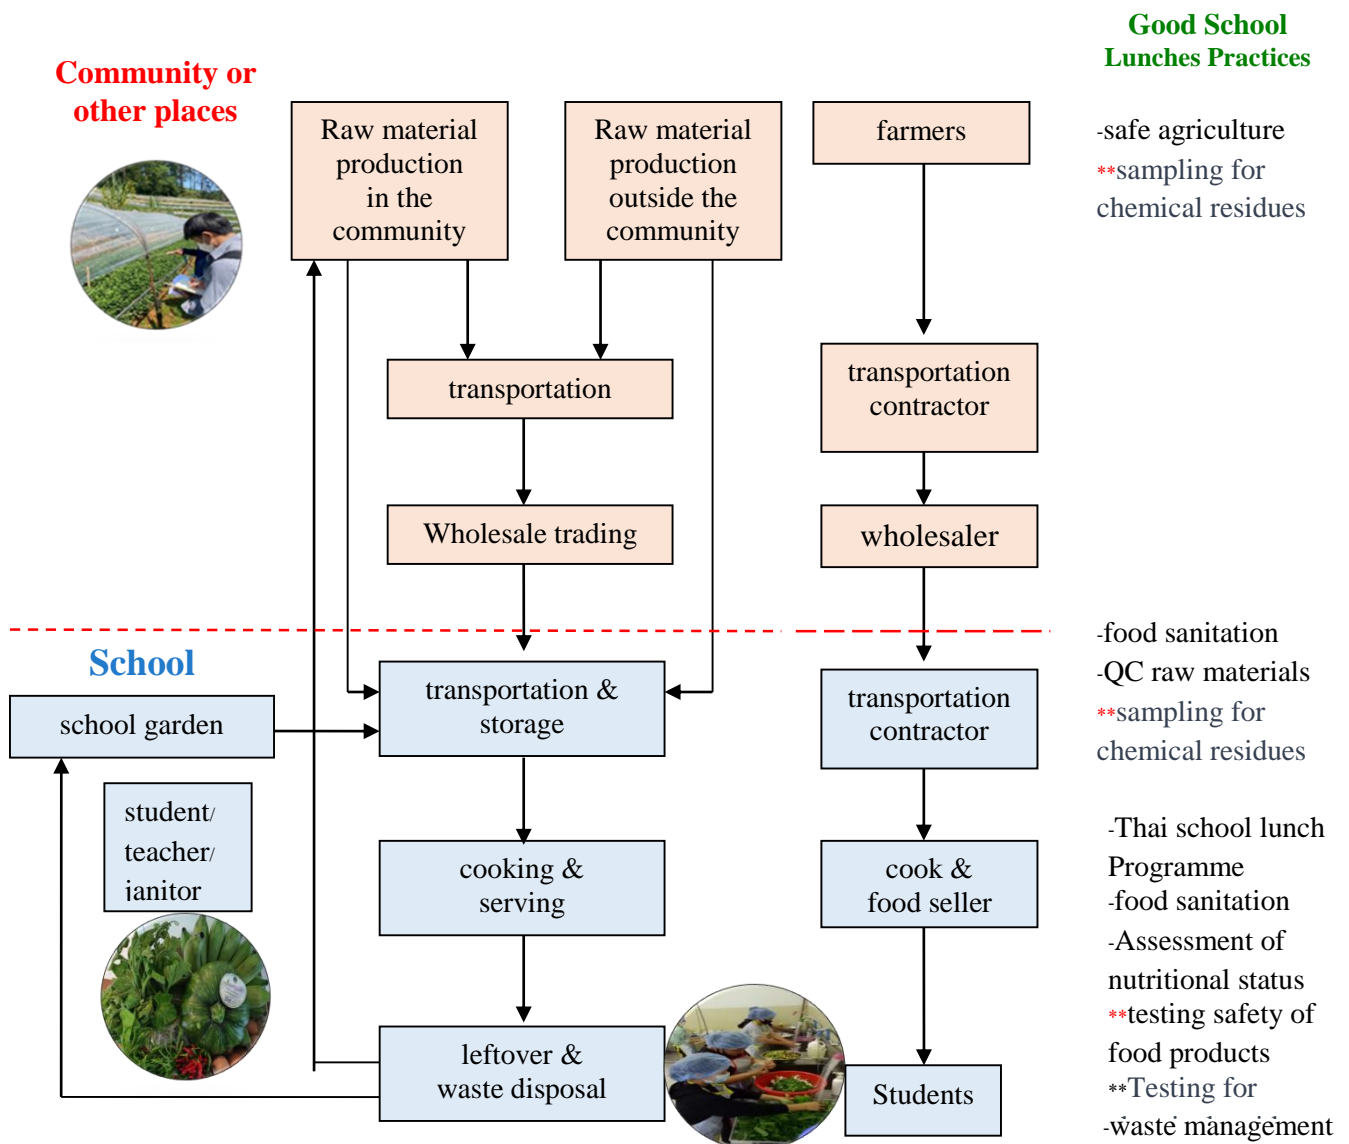 Good School
Lunches Practices
Community or
other places
Raw material
production
in the
community
Raw material
production
outside the
community
farmers
-safe agriculture
**sampling for
chemical residues
transportation
transportation
contractor
Wholesale trading
wholesaler
School
-food sanitation
-QC raw materials
**sampling for
chemical residues
school garden
transportation &
storage
transportation
contractor
student/
teacher/
janitor
cooking &
serving
cook &
food seller
-Thai school lunch
Programme
-food sanitation
-Assessment of
nutritional status
**testing safety of
food products
**Testing for
-waste management
leftover &
waste disposal
Students